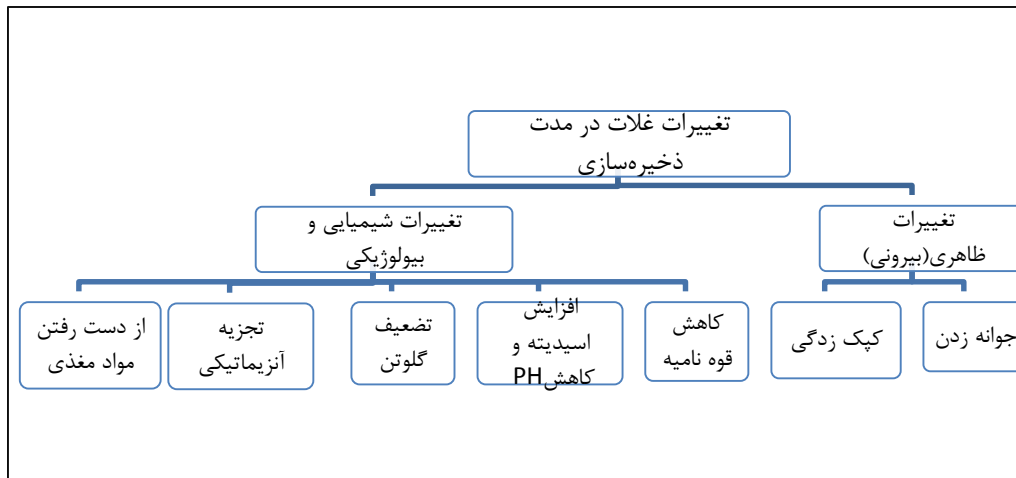 تغییرات غلات در مدت
ذخیره‌سازی
تغییرات
ظاهری(بیرونی)
تغییرات شیمیایی و
بیولوژیکی
جوانه زدن
کپک زدگی
کاهش
قوه نامیه
افزایش
اسیدیته و
کاهشPH
تضعیف
گلوتن
تجزیه
آنزیماتیکی
از دست رفتن
مواد مغذی